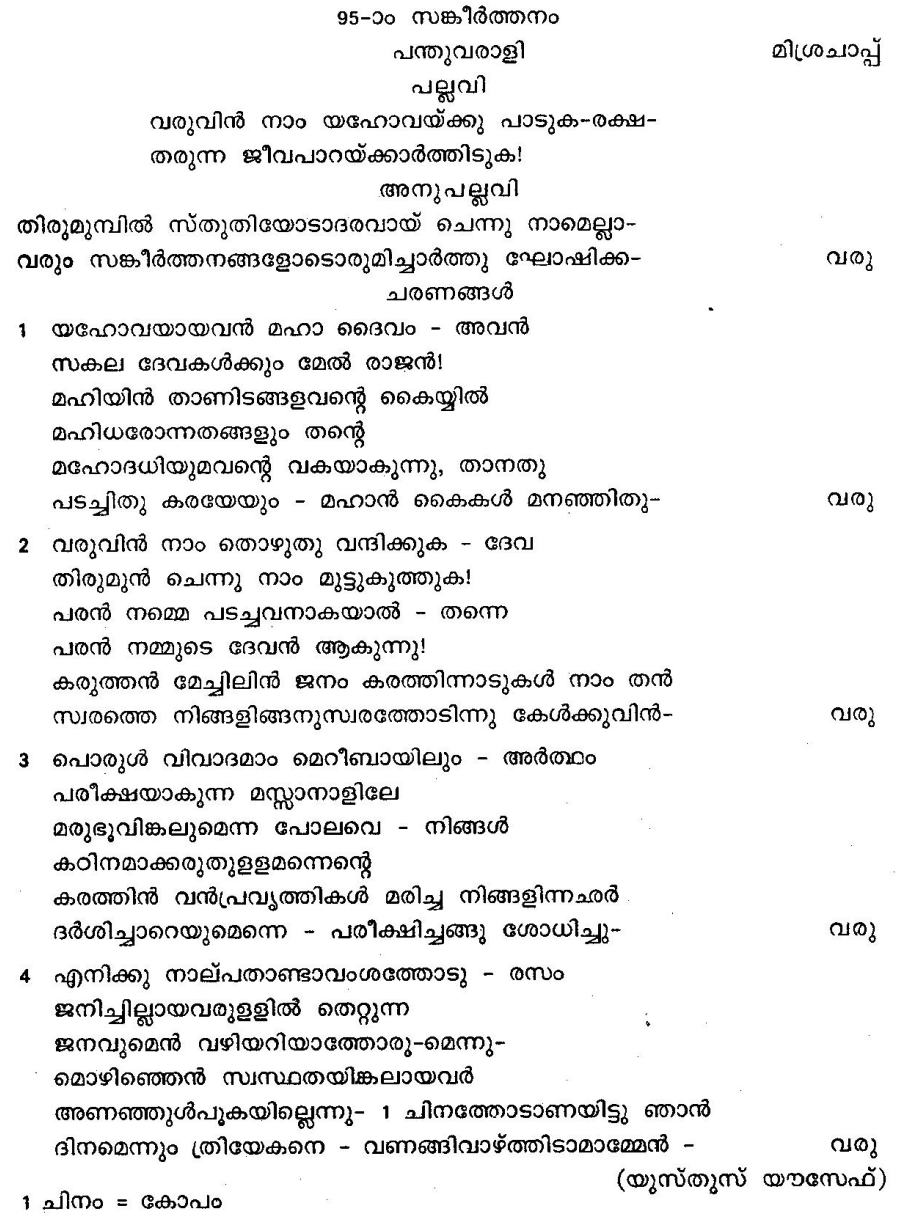 95-ാം സങ്കീർത്തനം
പന്തുവരാളി മിശ്രചാപ്പ്
പല്ലവി
വരുവിൻ നാം യഹോവയ്ക്കു പാടുക-രക്ഷ-
തരുന്ന ജീവപാറയ്ക്കാർത്തിടുക!
അനുപല്ലവി
തിരുമുമ്പിൽ സ്തുതിയോടാദരവായ് ചെന്നു നാമെല്ലാ-
വരും സങ്കീർത്തനങ്ങളോടൊരുമിച്ചാർത്തു ഘോഷിക്ക- വരു
ചരണങ്ങൾ
1 യഹോവയായവൻ മഹാ ദൈവം - അവൻ
സകല ദേവകൾക്കും മേൽ രാജൻ!
മഹിയിൻ താണിടങ്ങളവന്റെ കൈയ്യിൽ
മഹിധരോന്നതങ്ങളും തന്റെ
മഹോദധിയുമവന്റെ വകയാകുന്നു, താനതു
പടച്ചിതു കരയേയും - മഹാൻ കൈകൾ മനഞ്ഞിതു- വരു
2 വരുവിൻ നാം തൊഴുതു വന്ദിക്കുക - ദേവ
തിരുമുൻ ചെന്നു നാം മുട്ടുകുത്തുക!
പരൻ നമ്മെ പടച്ചവനാകയാൽ - തന്നെ
പരൻ നമ്മുടെ ദേവൻ ആകുന്നു!
കരുത്തൻ മേച്ചിലിൻ ജനം കരത്തിന്നാടുകൾ നാം തൻ
സ്വരത്തെ നിങ്ങളിങ്ങനുസ്വരത്തോടിന്നു കേൾക്കുവിൻ- വരു
3 പൊരുൾ വിവാദമാം മെറീബായിലും - അർത്ഥം
പരീക്ഷയാകുന്ന മസ്സാനാളിലേ
മരുഭൂവിങ്കലുമെന്ന പോലവെ - നിങ്ങൾ
കഠിനമാക്കരുതുളളമന്നെന്റെ
കരത്തിൻ വൻപ്രവൃത്തികൾ മരിച്ച നിങ്ങളിന്നഛർ
ദർശിച്ചാറെയുമെന്നെ - പരീക്ഷിച്ചങ്ങു ശോധിച്ചു- വരു
4 എനിക്കു നാല്പതാണ്ടാവംശത്തോടു - രസം
ജനിച്ചില്ലായവരുളളിൽ തെറ്റുന്ന
ജനവുമെൻ വഴിയറിയാത്തോരു-മെന്നു-
മൊഴിഞ്ഞെൻ സ്വസ്ഥതയിങ്കലായവർ
അണഞ്ഞുൾപൂകയില്ലെന്നു- 1 ചിനത്തോടാണയിട്ടു ഞാൻ
ദിനമെന്നും ത്രിയേകനെ - വണങ്ങിവാഴ്ത്തിടാമാമ്മേൻ - വരു
(യുസ്തുസ് യൗസേഫ്)
1 ചിനം = കോപം